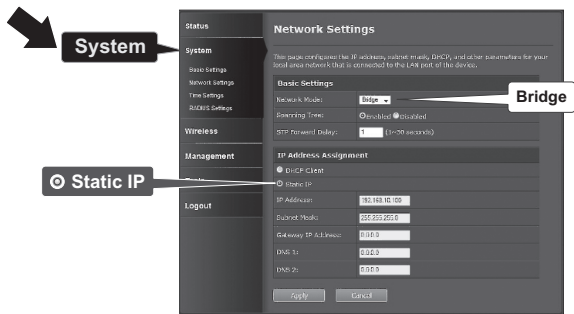 System
Static IP
Bridge
Status
System
Basic Settings
Network Settings
Time Settings
RADIUS Settings
Wireless
Management
Logout
Network Settings
This page configures the IP address, subnet mask, DHCP, and other parameters for your
local area network that is connected to the LAN port of the device.
Basic Settings
Network Mode: Bridge
Spanning Tree: Enabled Disabled
STP Forward Delay: 1 (1~30 seconds)
IP Address Assignment
DHCP Client
Static IP
IP Address: 192.168.10.100
Subnet Mask: 255.255.255.0
Gateway IP Address: 0.0.0.0
DNS 1: 0.0.0.0
DNS 2: 0.0.0.0
Apply Cancel